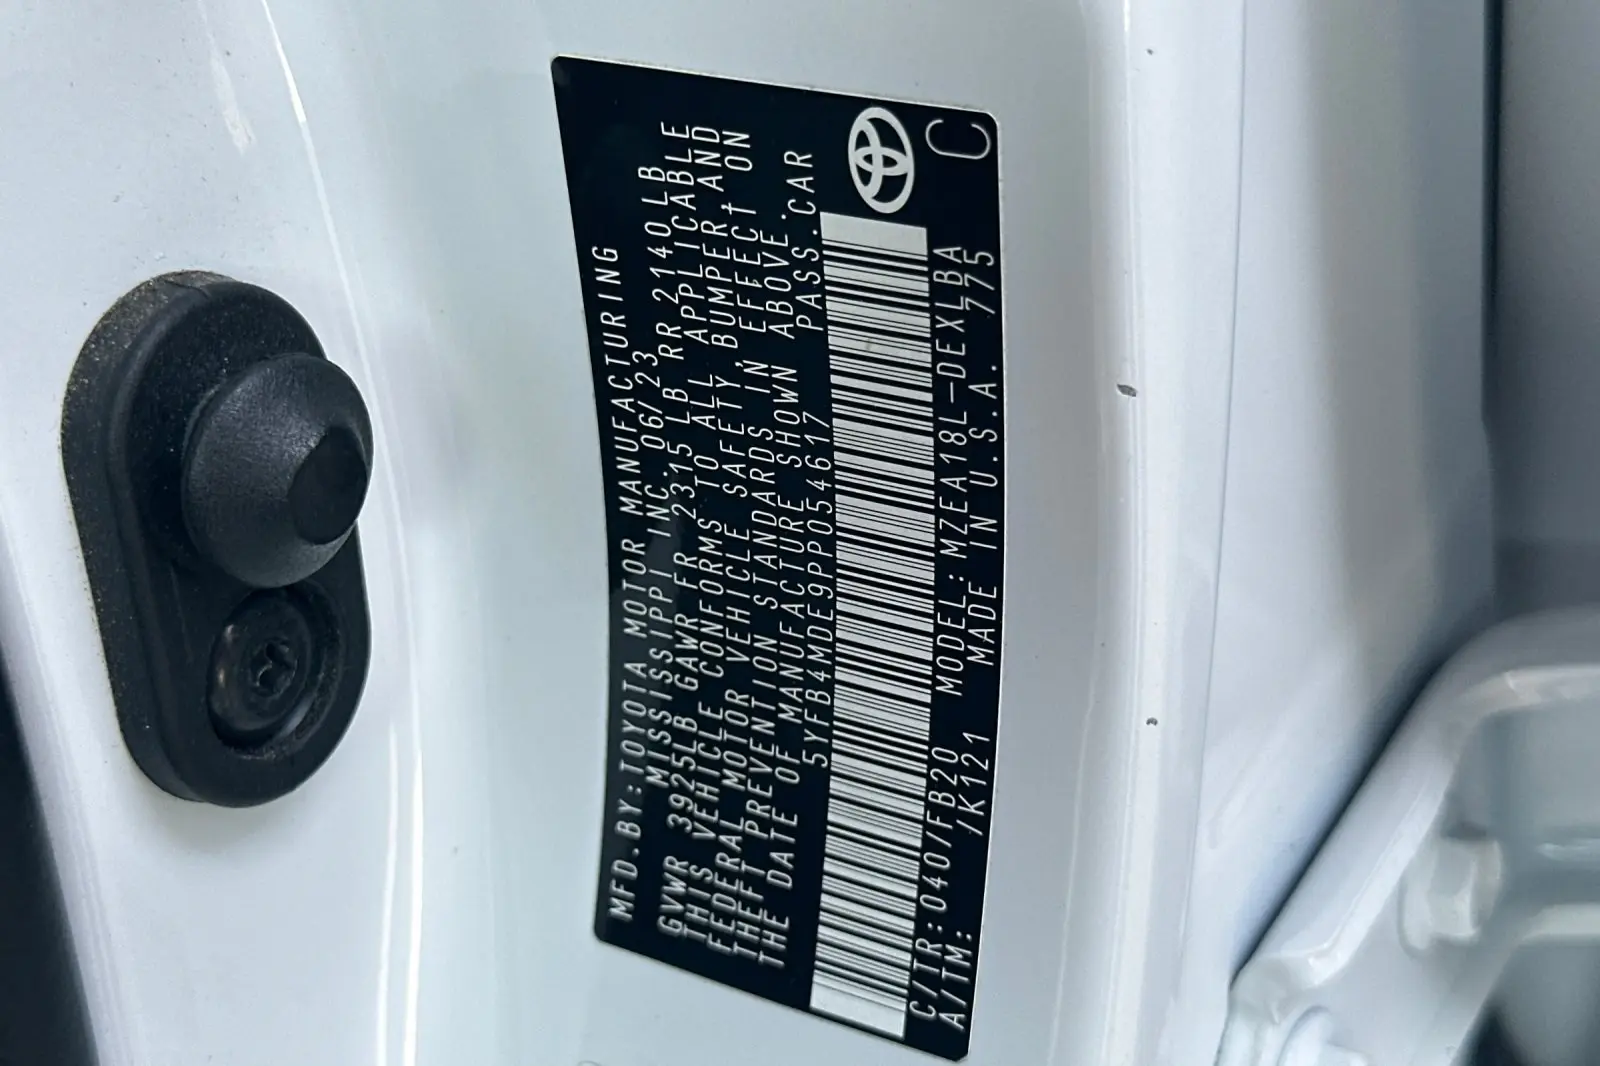 MFD.BY:TOYOTA MOTOR MANUFACTURING
MISSISSIPPI INC. 06/23
GVWR 3925LB GAWR FR 2315 LB RR 2140LB
THIS VEHICLE CONFORMS TO ALL APPLICABLE
FEDERAL MOTOR VEHICLE SAFETY, BUMPER, AND
THEFT PREVENTION STANDARDS IN EFFECT ON
THE DATE OF MANUFACTURE SHOWN ABOVE.
5YFB4MDE9PP054617 PASS.CAR
C/TR:040/FB20 MODEL:MZEA18L-DEXLBA
A/TM: /K121 MADE IN U.S.A. 775
C